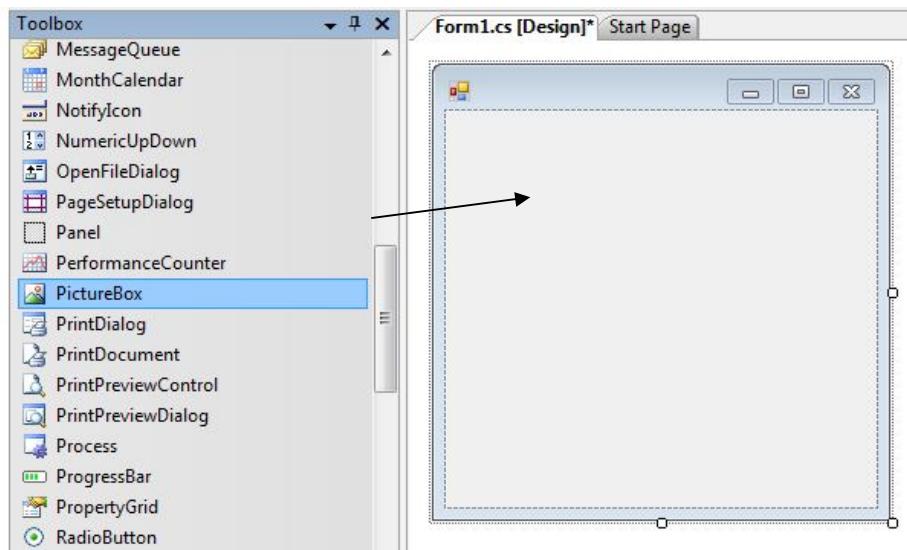 Toolbox
MessageQueue
MonthCalendar
NotifyIcon
NumericUpDown
OpenFileDialog
PageSetupDialog
Panel
PerformanceCounter
PictureBox
PrintDialog
PrintDocument
PrintPreviewControl
PrintPreviewDialog
Process
ProgressBar
PropertyGrid
RadioButton
Form1.cs [Design]* Start Page